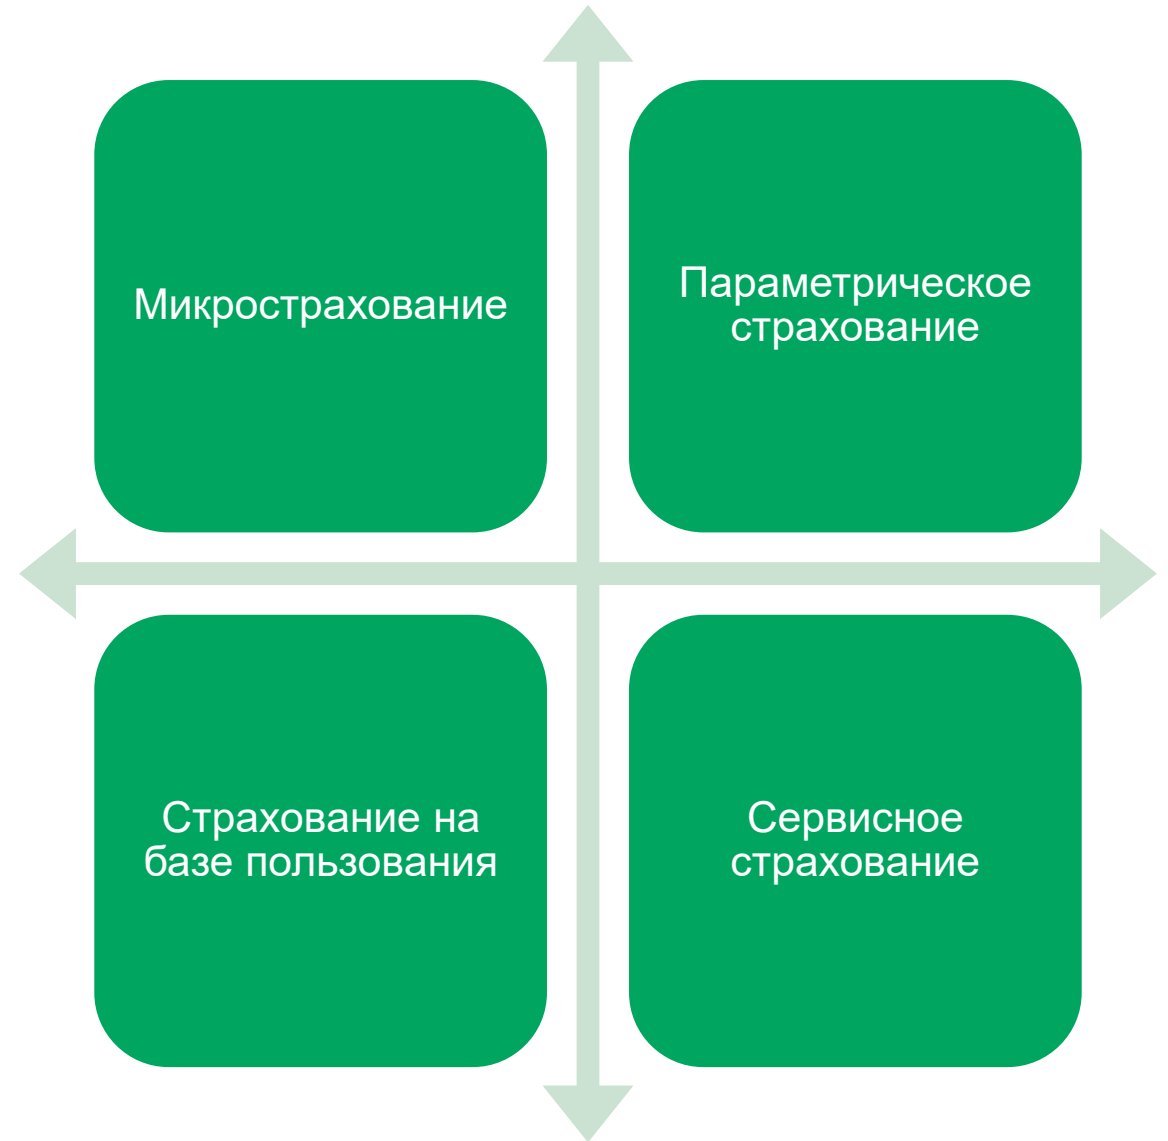 Микрострахование
Параметрическое
страхование
Страхование на
базе пользования
Сервисное
страхование